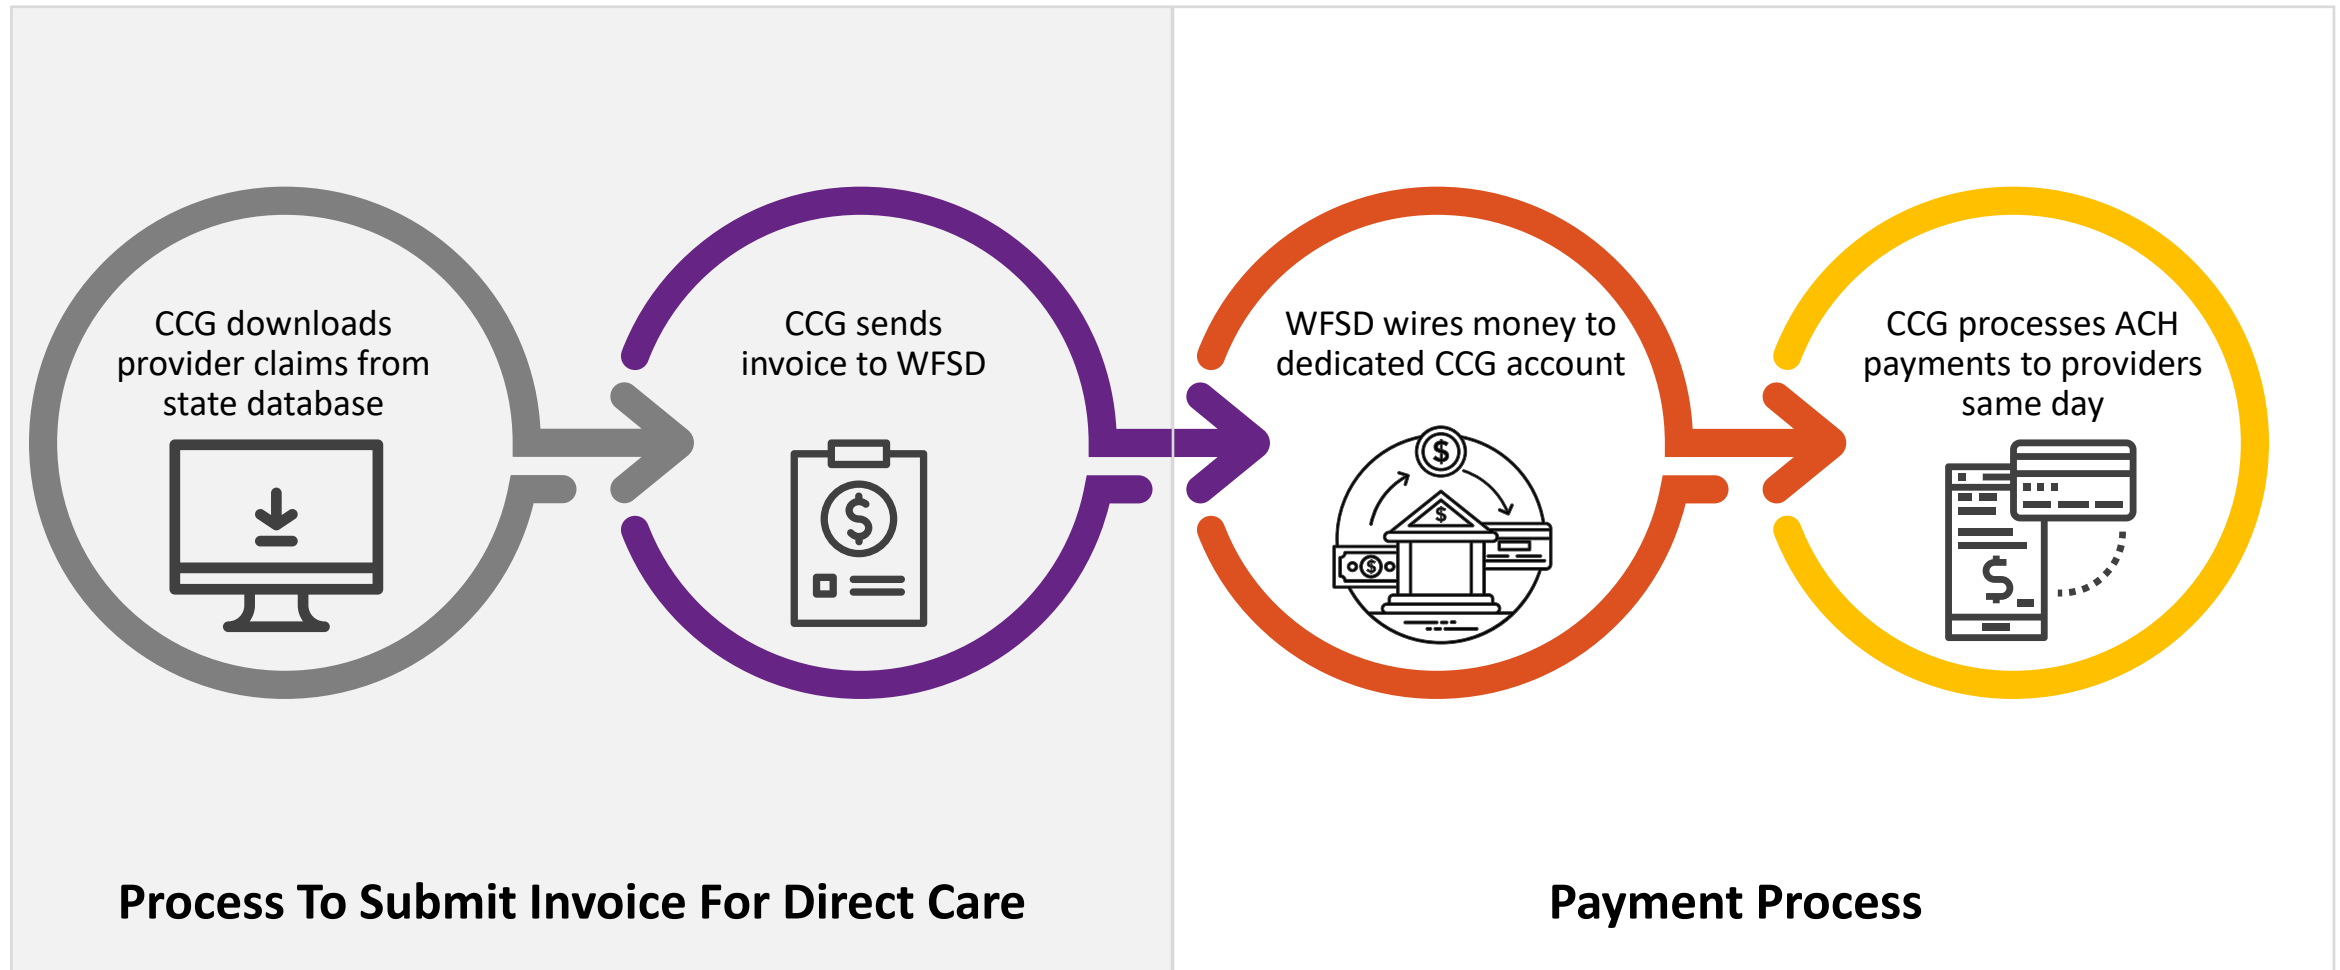 CCG downloads
provider claims from
state database
CCG sends
invoice to WFSD
WFSD wires money to
dedicated CCG account
CCG processes ACH
payments to providers
same day
$
$
$
$
$
Process To Submit Invoice For Direct Care
Payment Process